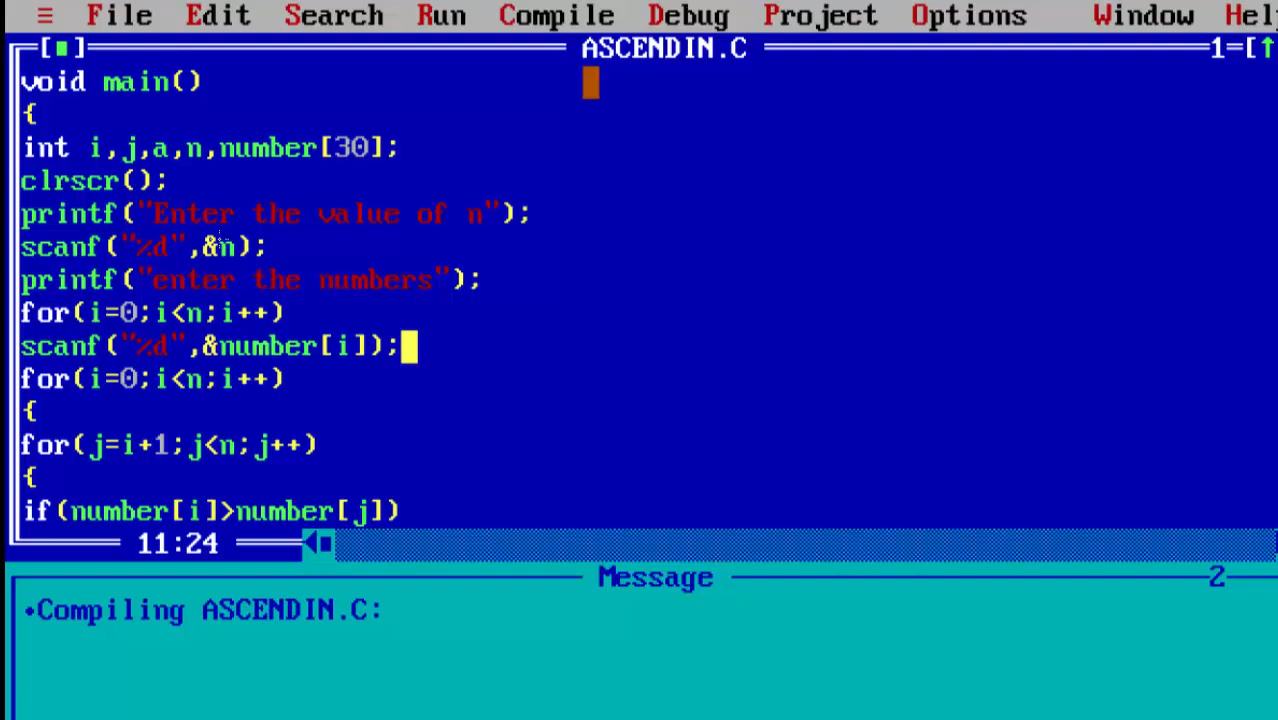 ≡ File Edit Search Run Compile Debug Project Options Window Hel
[■] ASCENDIN.C 1=[↑
void main()
{
int i,j,a,n,number[30];
clrscr();
printf("Enter the value of n");
scanf("%d",&n);
printf("enter the numbers");
for(i=0;i<n;i++)
scanf("%d",&number[i]);
for(i=0;i<n;i++)
{
for(j=i+1;j<n;j++)
{
if(number[i]>number[j])
11:24
Message 2
•Compiling ASCENDIN.C: